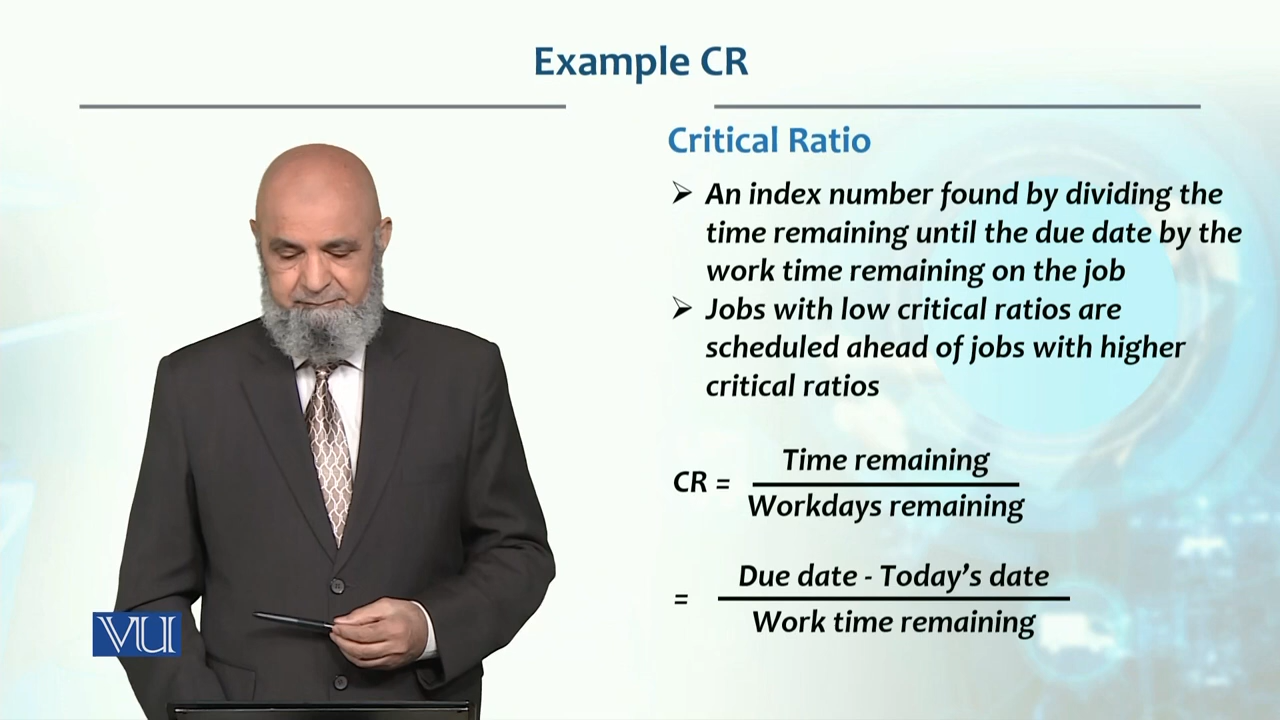 Example CR
Critical Ratio
➢ An index number found by dividing the
time remaining until the due date by the
work time remaining on the job
➢ Jobs with low critical ratios are
scheduled ahead of jobs with higher
critical ratios
CR = Time remaining
Workdays remaining
= Due date - Today's date
Work time remaining
VU